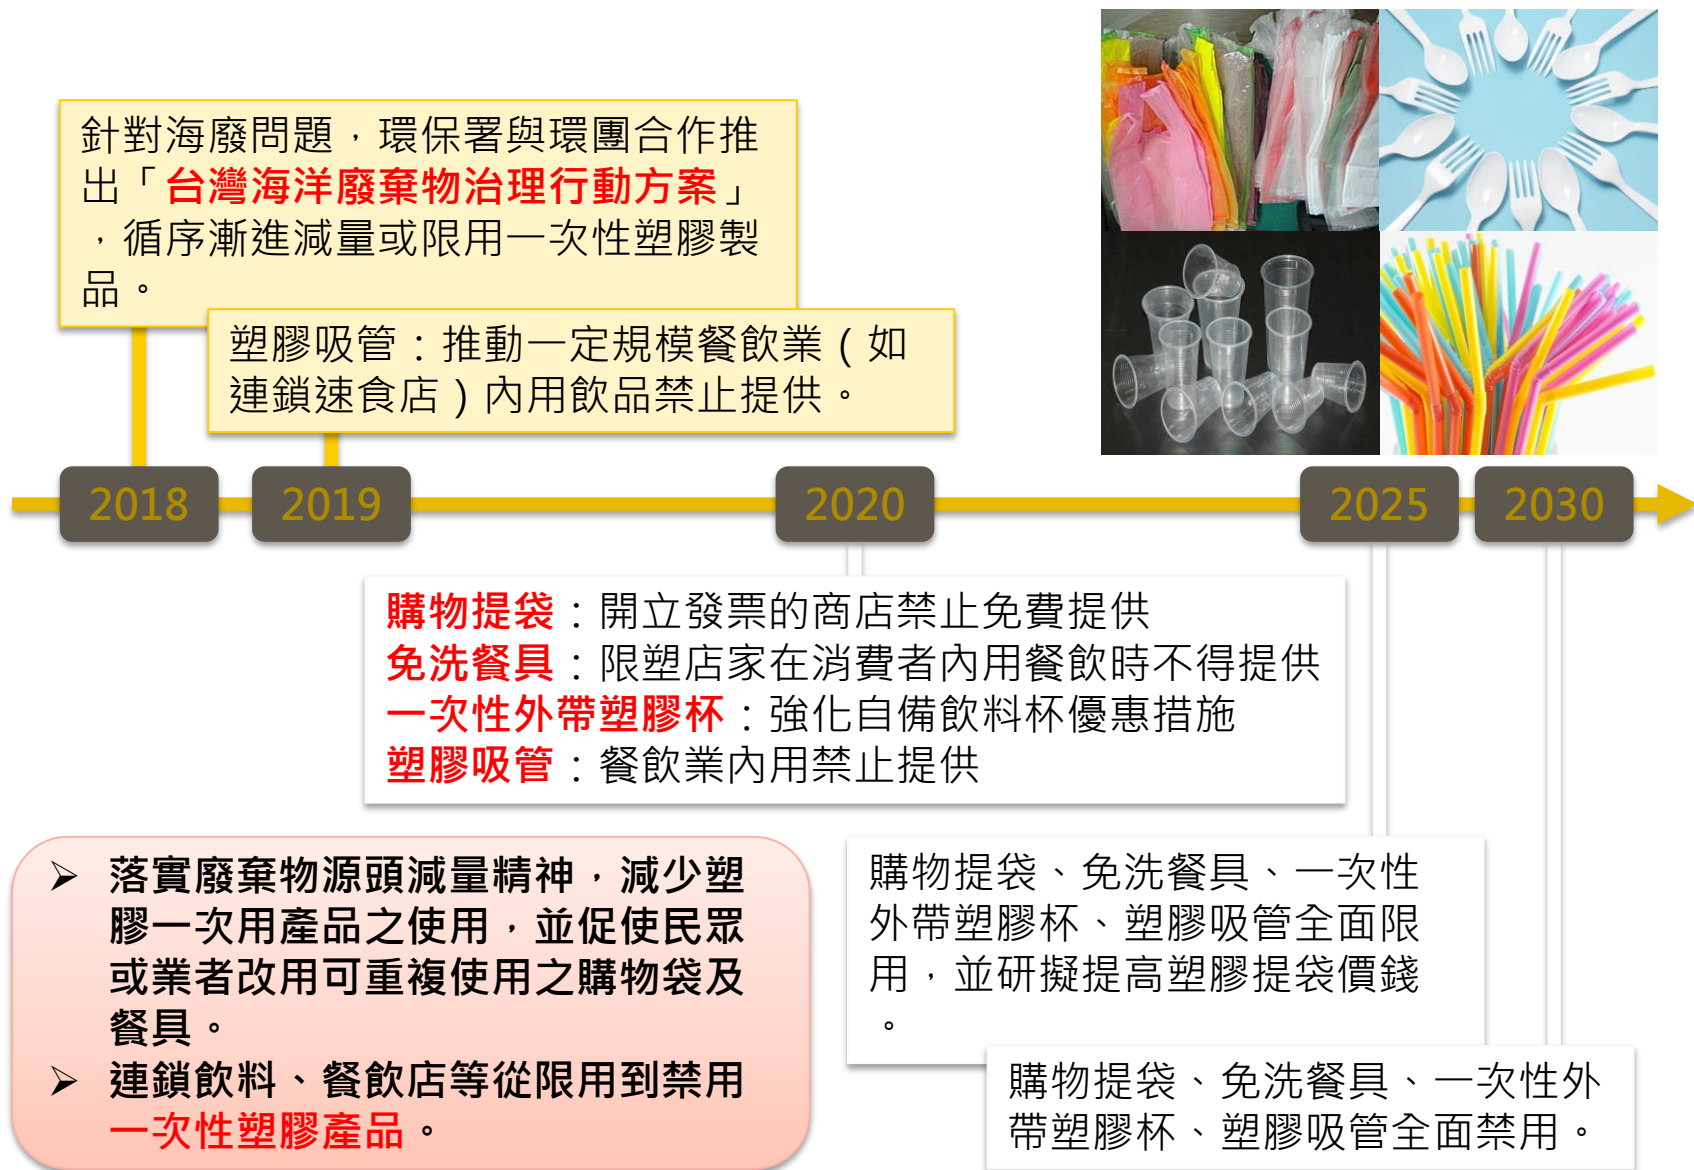 針對海廢問題，環保署與環團合作推
出「台灣海洋廢棄物治理行動方案」
，循序漸進減量或限用一次性塑膠製
品。
塑膠吸管：推動一定規模餐飲業（如
連鎖速食店）內用飲品禁止提供。
2018
2019
2020
2025
2030
購物提袋：開立發票的商店禁止免費提供
免洗餐具：限塑店家在消費者內用餐飲時不得提供
一次性外帶塑膠杯：強化自備飲料杯優惠措施
塑膠吸管：餐飲業內用禁止提供
➢ 落實廢棄物源頭減量精神，減少塑
膠一次用產品之使用，並促使民眾
或業者改用可重複使用之購物袋及
餐具。
➢ 連鎖飲料、餐飲店等從限用到禁用
一次性塑膠產品。
購物提袋、免洗餐具、一次性
外帶塑膠杯、塑膠吸管全面限
用，並研擬提高塑膠提袋價錢
。
購物提袋、免洗餐具、一次性外
帶塑膠杯、塑膠吸管全面禁用。